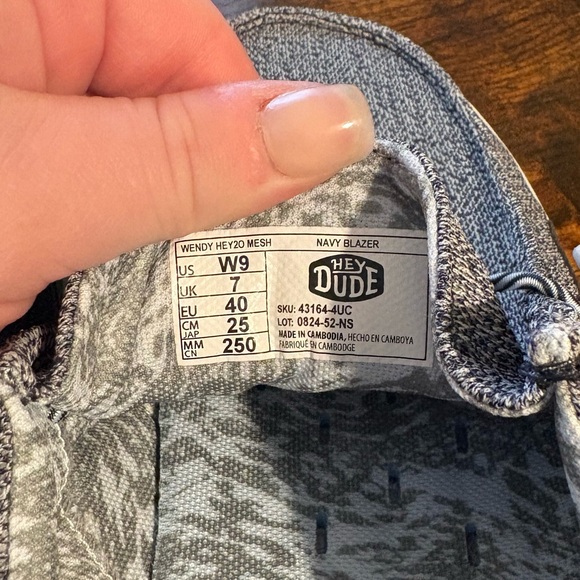 WENDY HEY2O MESH NAVY BLAZER
US W9
UK 7
EU 40
CM JAP 25
MM CN 250
HEY
DUDE
SKU: 43164-4UC
LOT: 0824-52-NS
MADE IN CAMBODIA, HECHO EN CAMBOYA
FABRIQUÉ EN CAMBODGE